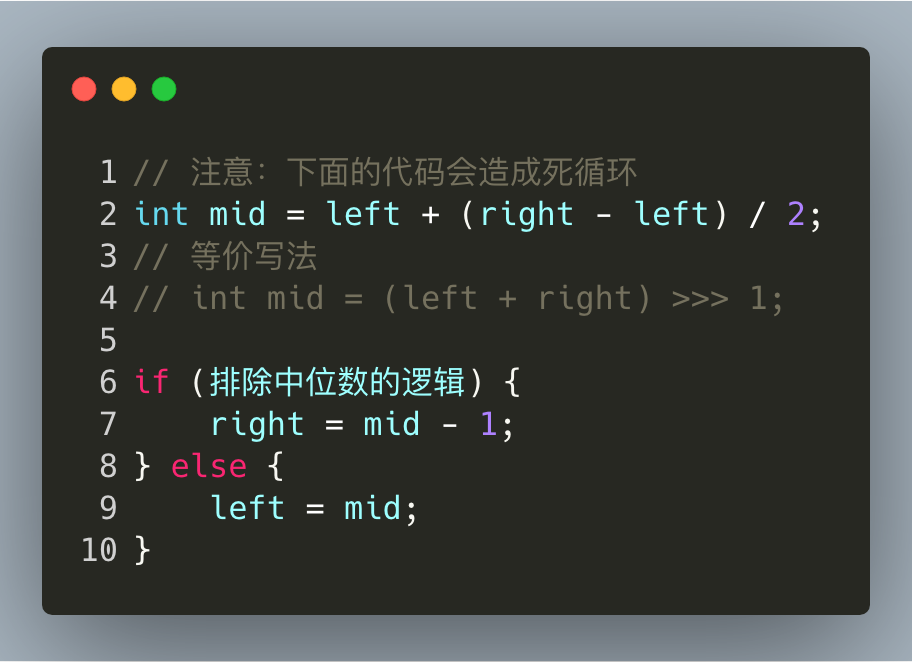 1 // 注意：下面的代码会造成死循环
2 int mid = left + (right - left) / 2;
3 // 等价写法
4 // int mid = (left + right) >>> 1;
5
6 if (排除中位数的逻辑) {
7     right = mid - 1;
8 } else {
9     left = mid;
10 }